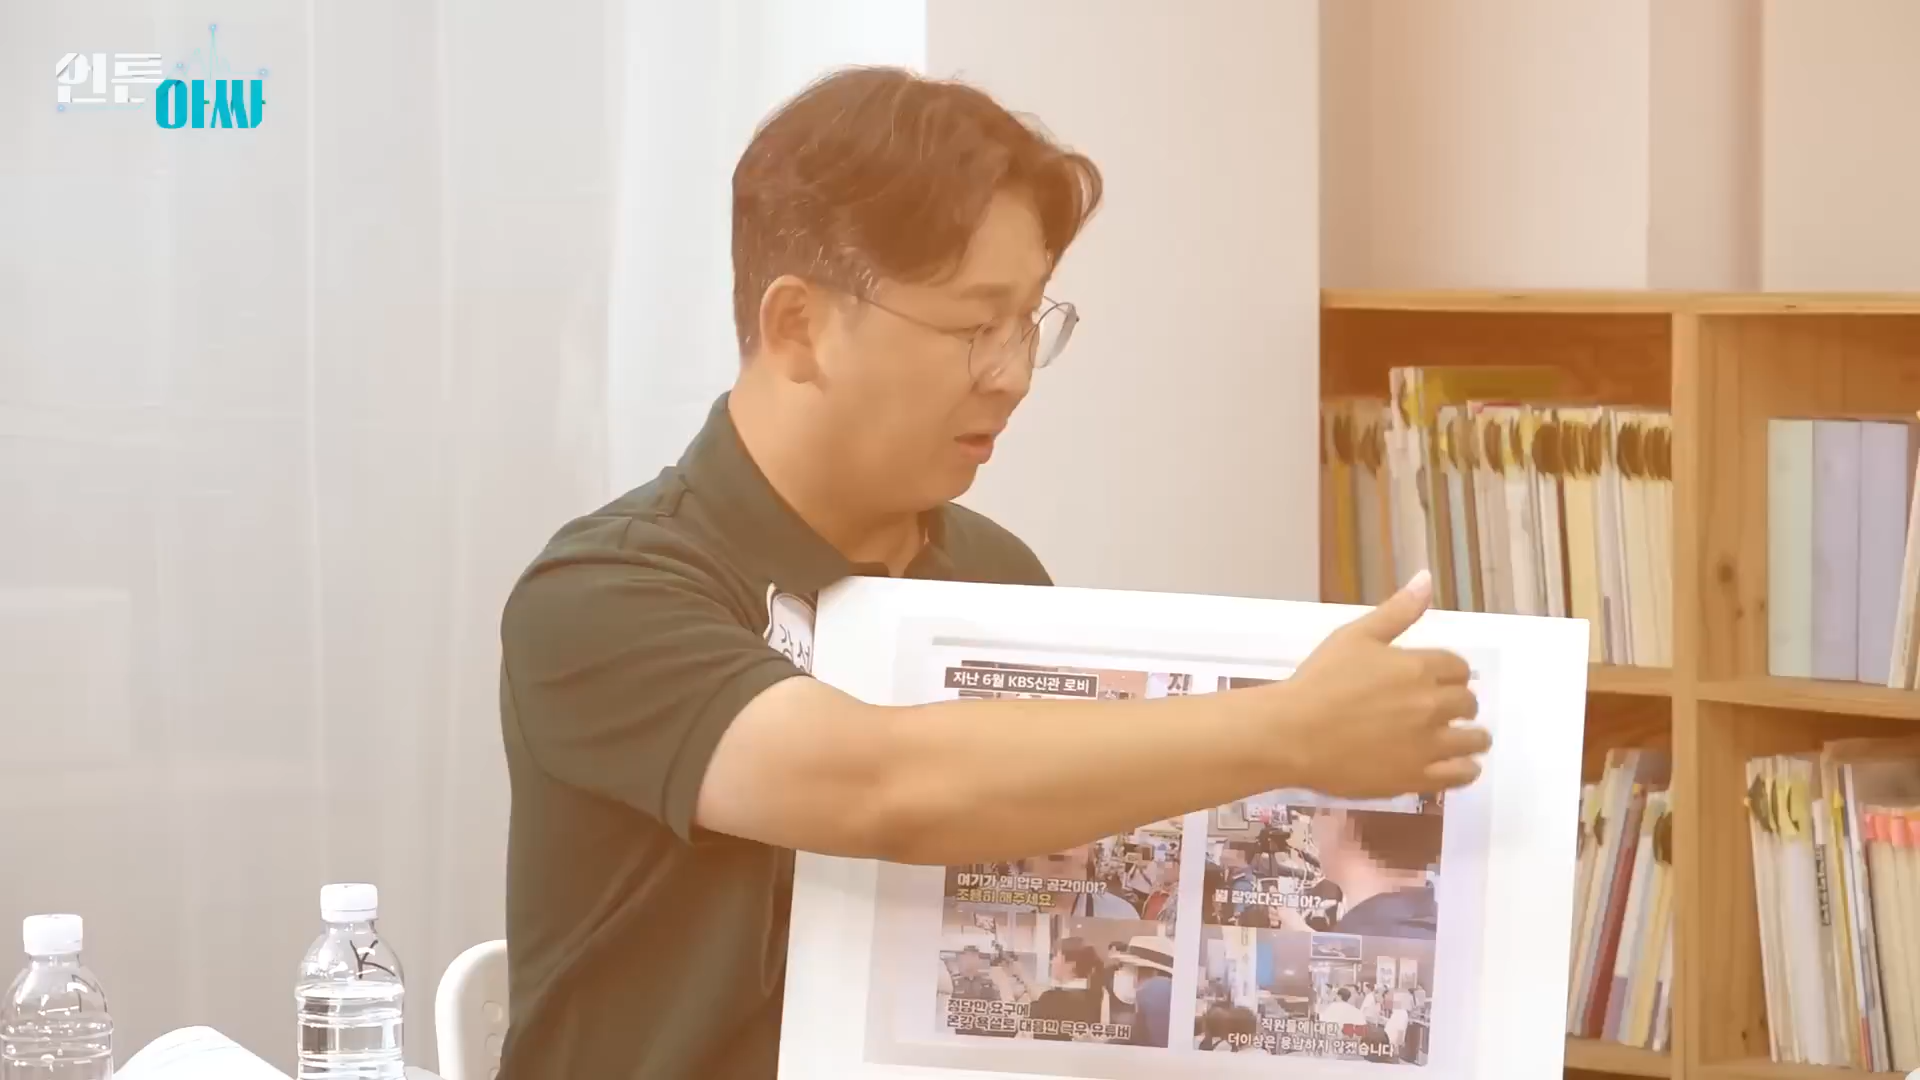 언론
아싸
강성
지난 6월 KBS신관 로비
여기가 왜 업무 공간이야?
조용히 해주세요.
뭘 잘했다고 울어?
정당한 요구에
온갖 욕설로 대응한 극우 유튜버
직원들에 대한
더이상은 용납하지 않겠습니다